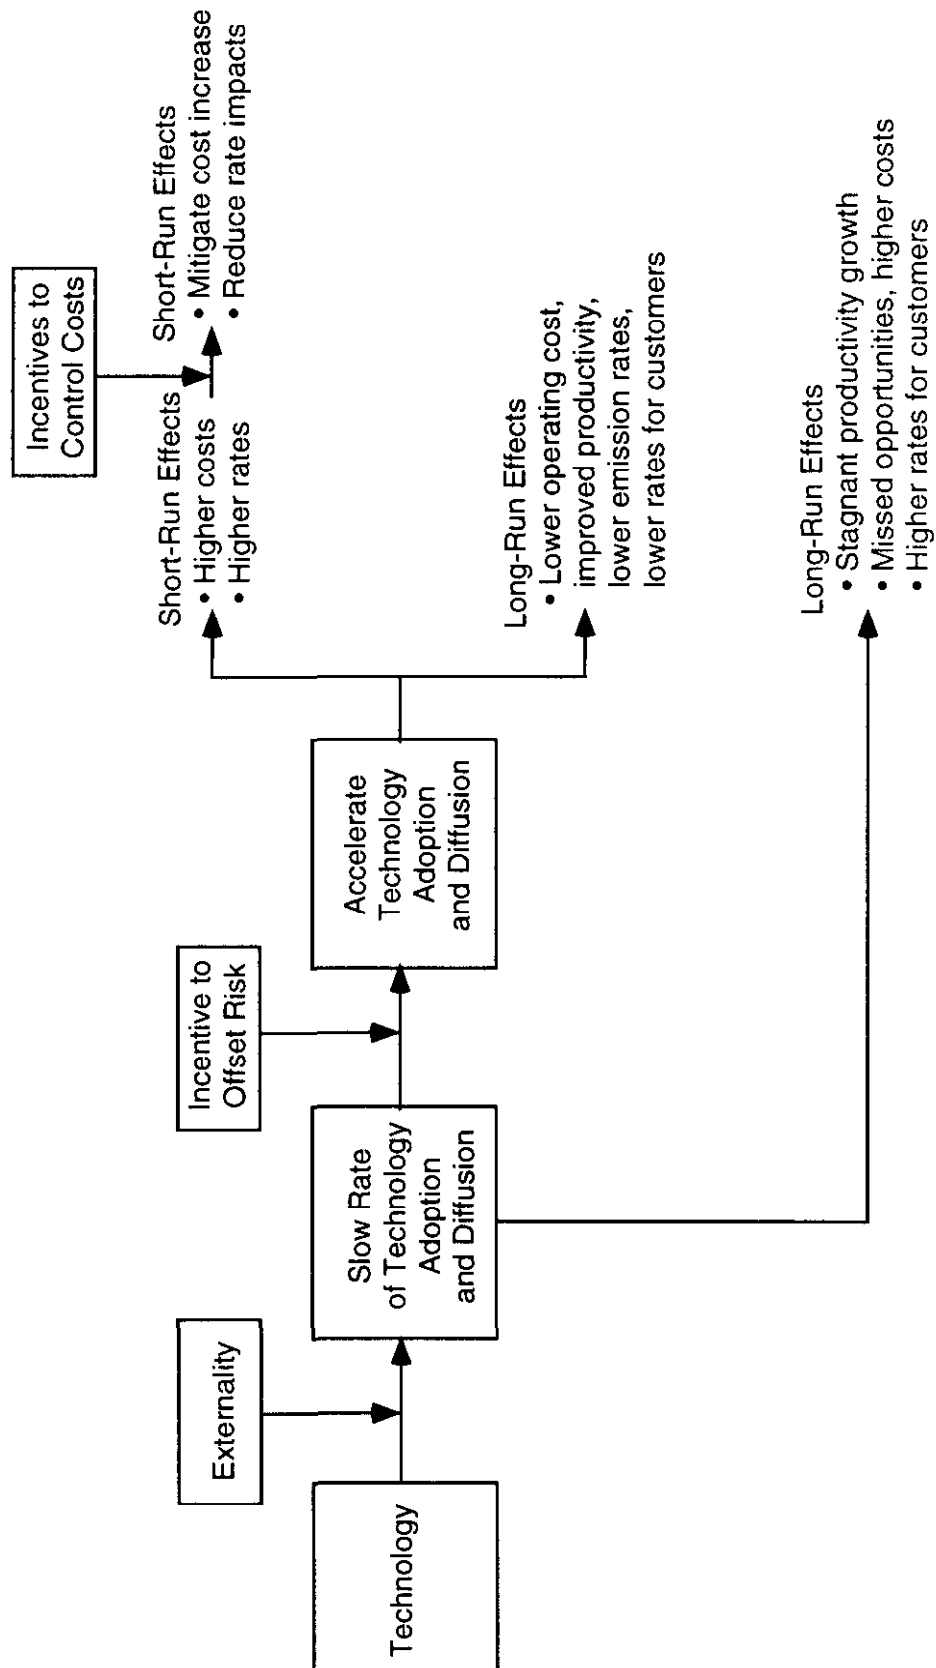 Technology
Externality
Slow Rate
of Technology
Adoption
and Diffusion
Incentive to
Offset Risk
Accelerate
Technology
Adoption
and Diffusion
Incentives to
Control Costs
Short-Run Effects
• Higher costs
• Higher rates
Short-Run Effects
• Mitigate cost increase
• Reduce rate impacts
Long-Run Effects
• Lower operating cost,
improved productivity,
lower emission rates,
lower rates for customers
Long-Run Effects
• Stagnant productivity growth
• Missed opportunities, higher costs
• Higher rates for customers